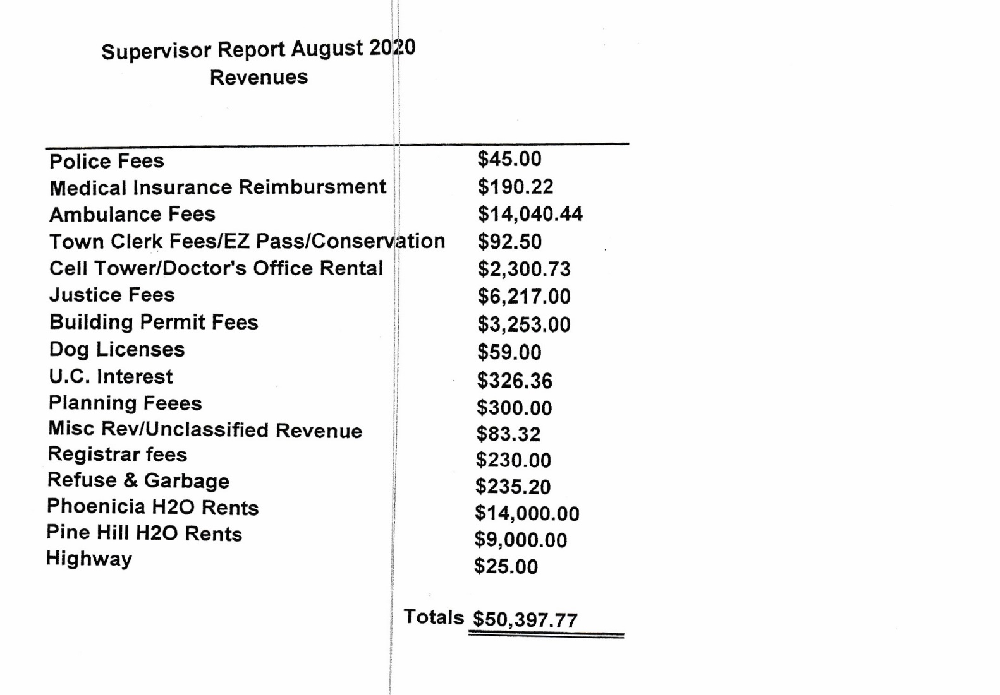 Supervisor Report August 2020
Revenues
Police Fees $45.00
Medical Insurance Reimbursment $190.22
Ambulance Fees $14,040.44
Town Clerk Fees/EZ Pass/Conservation $92.50
Cell Tower/Doctor's Office Rental $2,300.73
Justice Fees $6,217.00
Building Permit Fees $3,253.00
Dog Licenses $59.00
U.C. Interest $326.36
Planning Feees $300.00
Misc Rev/Unclassified Revenue $83.32
Registrar fees $230.00
Refuse & Garbage $235.20
Phoenicia H2O Rents $14,000.00
Pine Hill H2O Rents $9,000.00
Highway $25.00
Totals $50,397.77